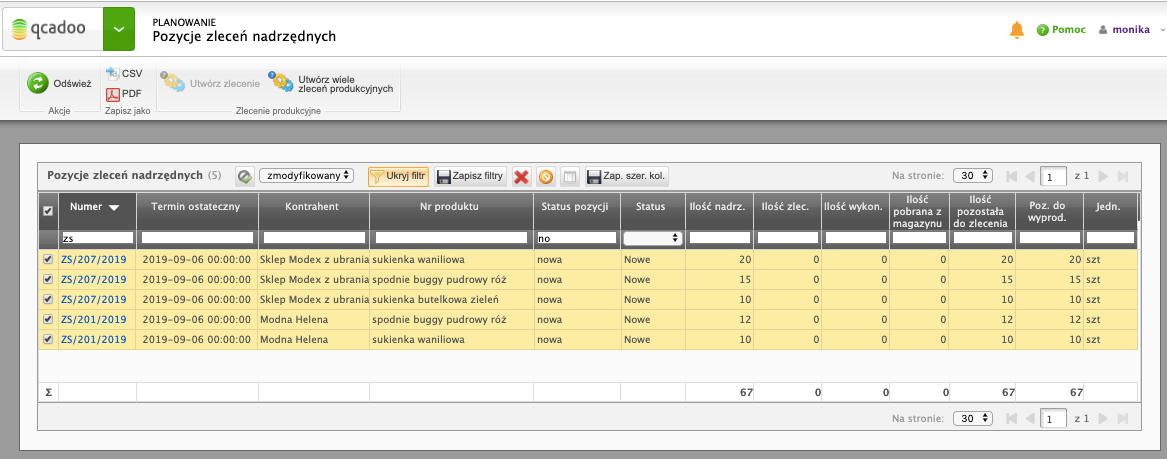 qcadoo
PLANOWANIE
Pozycje zleceń nadrzędnych
Pomoc
monika
Odśwież
CSV
PDF
Utwórz zlecenie
Utwórz wiele
zleceń produkcyjnych
Akcje
Zapisz jako
Zlecenie produkcyjne
Pozycje zleceń nadrzędnych (5) zmodyfikowany Ukryj filtr Zapisz filtry Zap. szer. kol. Na stronie: 30 1 z 1
Numer Termin ostateczny Kontrahent Nr produktu Status pozycji Status Ilość nadrz. Ilość zlec. Ilość wykon. Ilość pobrana z magazynu Ilość pozostała do zlecenia Poz. do wyprod. Jedn.
zs no
ZS/207/2019 2019-09-06 00:00:00 Sklep Modex z ubrania sukienka waniliowa nowa Nowe 20 0 0 0 20 20 szt
ZS/207/2019 2019-09-06 00:00:00 Sklep Modex z ubrania spodnie buggy pudrowy róż nowa Nowe 15 0 0 0 15 15 szt
ZS/207/2019 2019-09-06 00:00:00 Sklep Modex z ubrania sukienka butelkowa zieleń nowa Nowe 10 0 0 0 10 10 szt
ZS/201/2019 2019-09-06 00:00:00 Modna Helena spodnie buggy pudrowy róż nowa Nowe 12 0 0 0 12 12 szt
ZS/201/2019 2019-09-06 00:00:00 Modna Helena sukienka waniliowa nowa Nowe 10 0 0 0 10 10 szt
Σ 67 0 0 0 67 67
Na stronie: 30 1 z 1